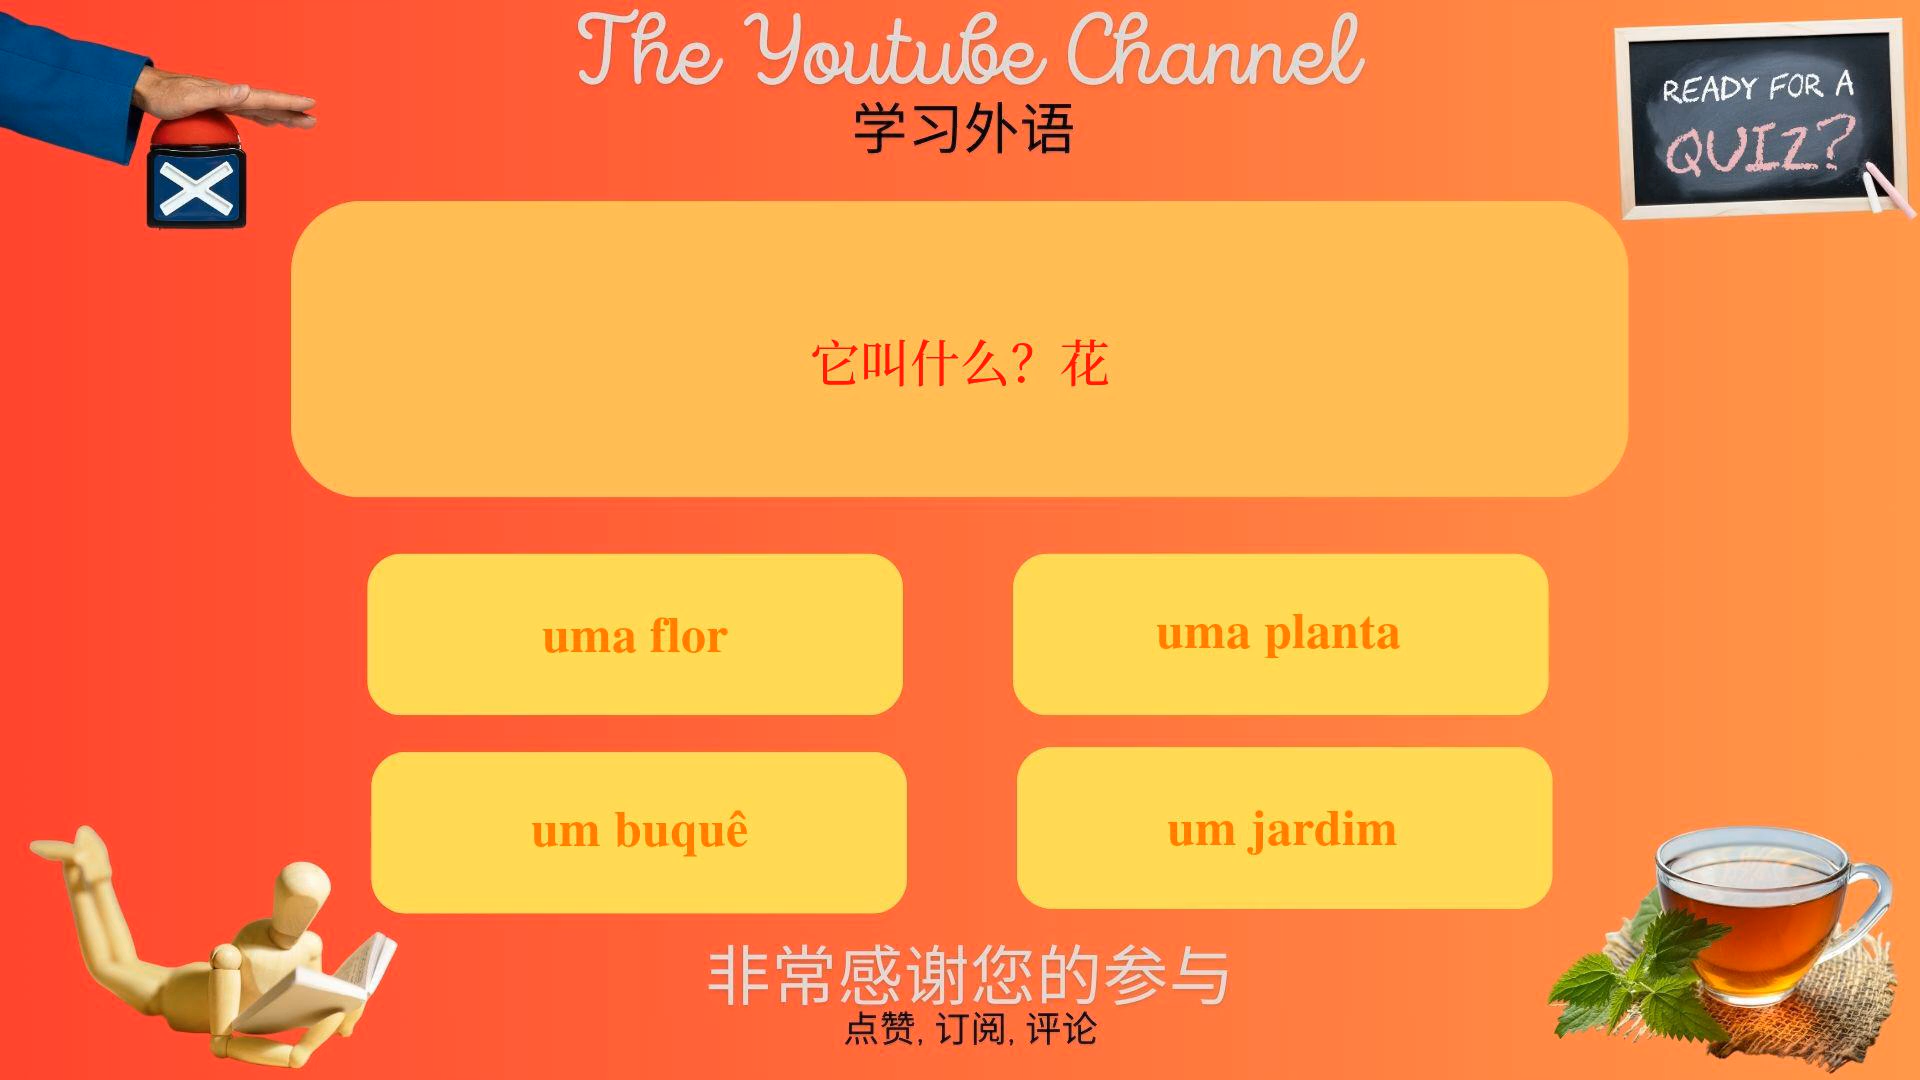 The Youtube Channel
学习外语
READY FOR A
QUIZ?
它叫什么？花
uma flor
uma planta
um buquê
um jardim
非常感谢您的参与
点赞, 订阅, 评论